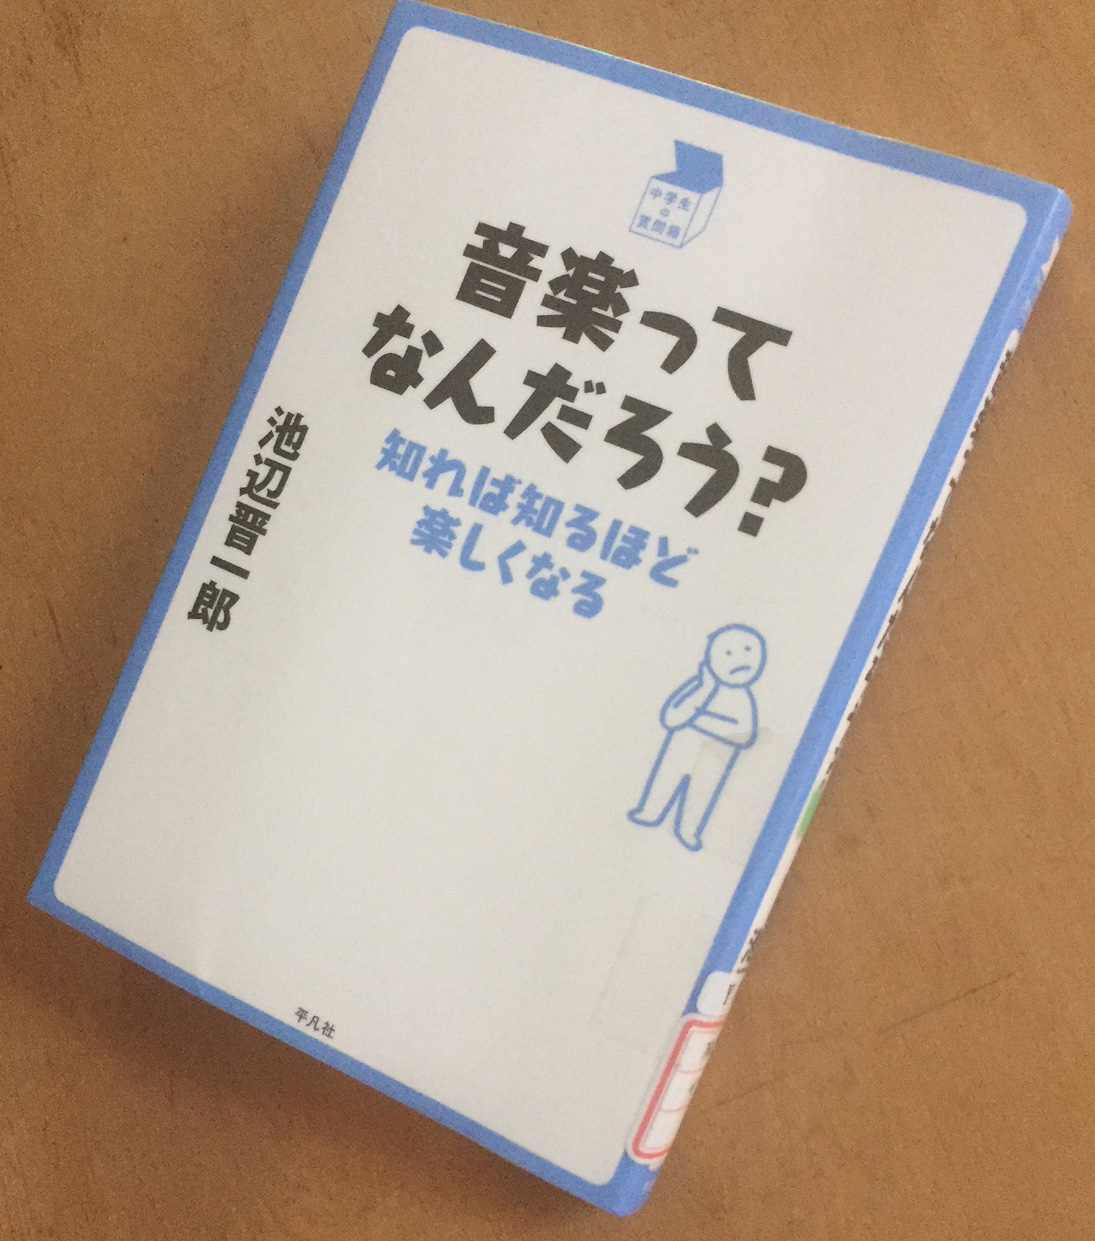 中学生
の
質問箱
音楽って
なんだろう?
知れば知るほど
楽しくなる
池辺晋一郎
平凡社